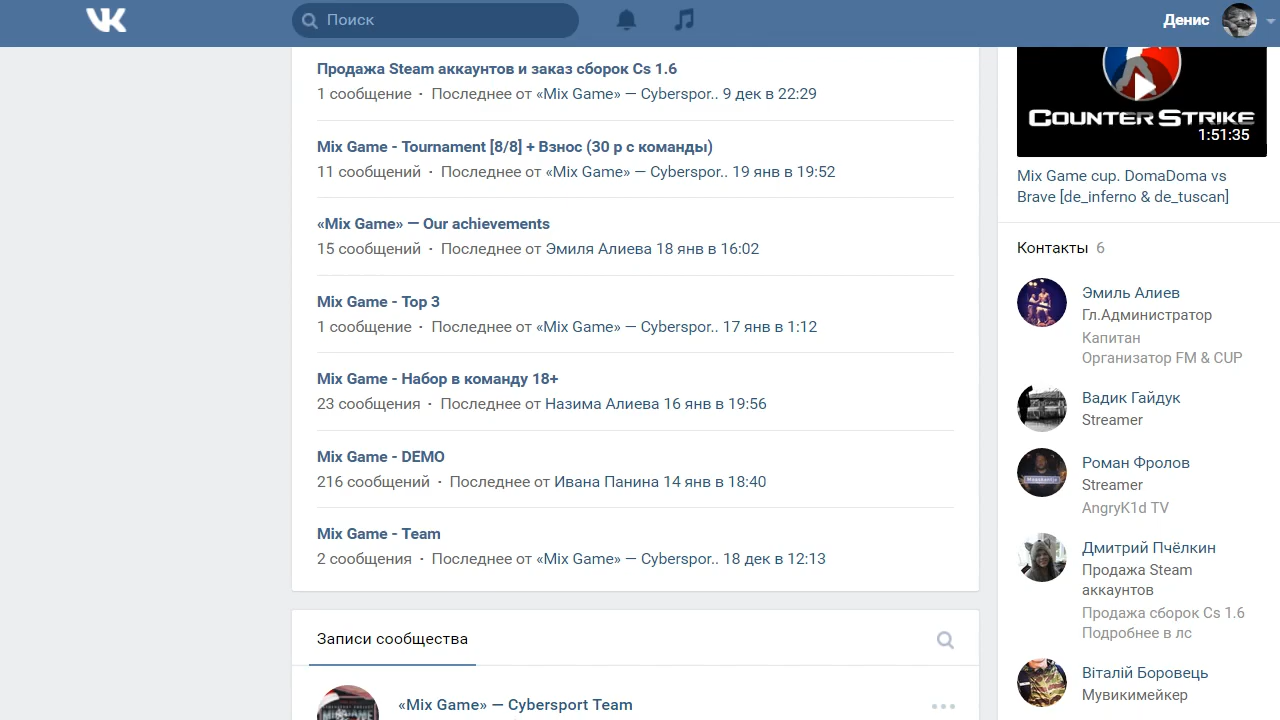 Поиск
Денис
Продажа Steam аккаунтов и заказ сборок Cs 1.6
1 сообщение · Последнее от «Mix Game» — Cyberspor.. 9 дек в 22:29
Mix Game - Tournament [8/8] + Взнос (30 р с команды)
11 сообщений · Последнее от «Mix Game» — Cyberspor.. 19 янв в 19:52
«Mix Game» — Our achievements
15 сообщений · Последнее от Эмиля Алиева 18 янв в 16:02
Mix Game - Top 3
1 сообщение · Последнее от «Mix Game» — Cyberspor.. 17 янв в 1:12
Mix Game - Набор в команду 18+
23 сообщения · Последнее от Назима Алиева 16 янв в 19:56
Mix Game - DEMO
216 сообщений · Последнее от Ивана Панина 14 янв в 18:40
Mix Game - Team
2 сообщения · Последнее от «Mix Game» — Cyberspor.. 18 дек в 12:13
Записи сообщества
«Mix Game» — Cybersport Team
COUNTER STRIKE
1:51:35
Mix Game cup. DomaDoma vs
Brave [de_inferno & de_tuscan]
Контакты 6
Эмиль Алиев
Гл.Администратор
Капитан
Организатор FM & CUP
Вадик Гайдук
Streamer
Роман Фролов
Streamer
AngryK1d TV
Дмитрий Пчёлкин
Продажа Steam
аккаунтов
Продажа сборок Cs 1.6
Подробнее в лс
Віталій Боровець
Мувикимейкер